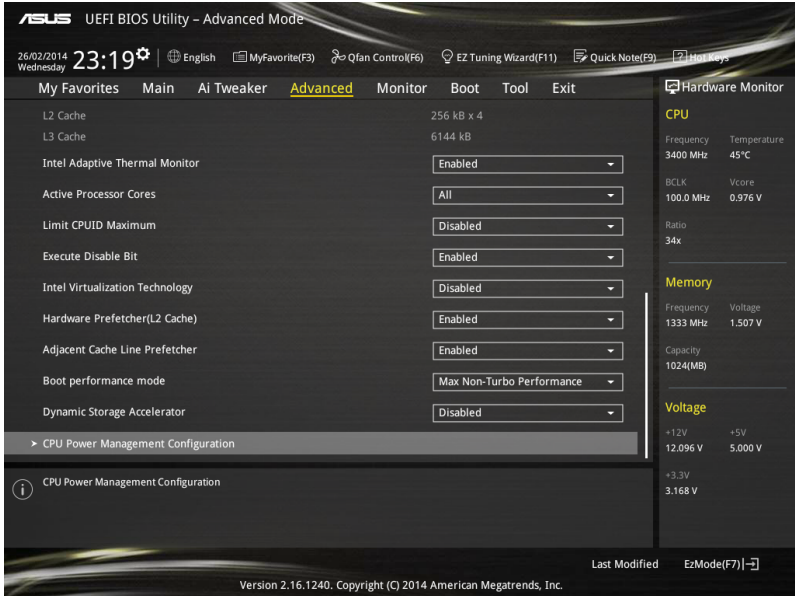 ASUS UEFI BIOS Utility – Advanced Mode
26/02/2014 Wednesday 23:19 English MyFavorite(F3) Qfan Control(F6) EZ Tuning Wizard(F11) Quick Note(F9) ? Hot Keys
My Favorites Main Ai Tweaker Advanced Monitor Boot Tool Exit
L2 Cache 256 kB x 4
L3 Cache 6144 kB
Intel Adaptive Thermal Monitor Enabled
Active Processor Cores All
Limit CPUID Maximum Disabled
Execute Disable Bit Enabled
Intel Virtualization Technology Disabled
Hardware Prefetcher(L2 Cache) Enabled
Adjacent Cache Line Prefetcher Enabled
Boot performance mode Max Non-Turbo Performance
Dynamic Storage Accelerator Disabled
> CPU Power Management Configuration
i CPU Power Management Configuration
Hardware Monitor
CPU
Frequency Temperature
3400 MHz 45°C
BCLK Vcore
100.0 MHz 0.976 V
Ratio
34x
Memory
Frequency Voltage
1333 MHz 1.507 V
Capacity
1024(MB)
Voltage
+12V +5V
12.096 V 5.000 V
+3.3V
3.168 V
Last Modified EzMode(F7)
Version 2.16.1240. Copyright (C) 2014 American Megatrends, Inc.